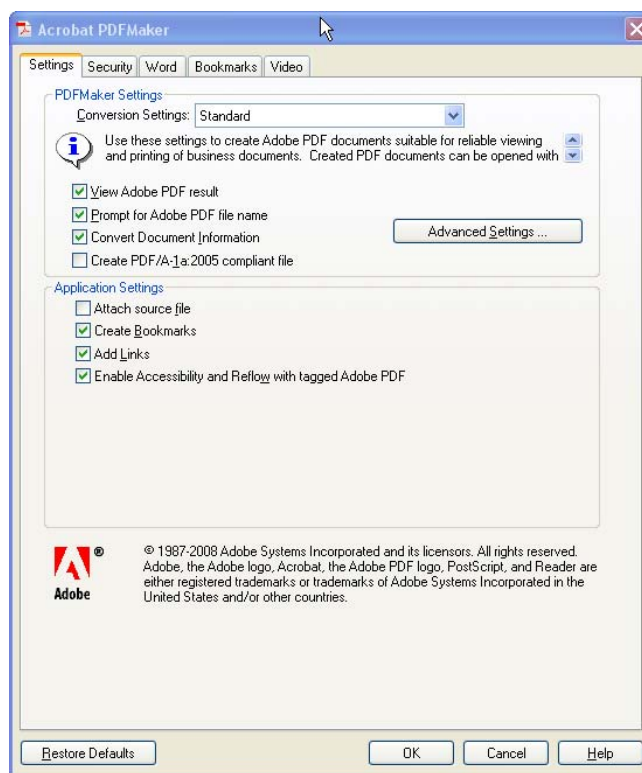 Acrobat PDFMaker
Settings Security Word Bookmarks Video
PDFMaker Settings
Conversion Settings: Standard
Use these settings to create Adobe PDF documents suitable for reliable viewing
and printing of business documents. Created PDF documents can be opened with
View Adobe PDF result
Prompt for Adobe PDF file name
Convert Document Information
Advanced Settings ...
Create PDF/A-1a:2005 compliant file
Application Settings
Attach source file
Create Bookmarks
Add Links
Enable Accessibility and Reflow with tagged Adobe PDF
® © 1987-2008 Adobe Systems Incorporated and its licensors. All rights reserved.
Adobe, the Adobe logo, Acrobat, the Adobe PDF logo, PostScript, and Reader are
either registered trademarks or trademarks of Adobe Systems Incorporated in the
Adobe
United States and/or other countries.
Restore Defaults OK Cancel Help